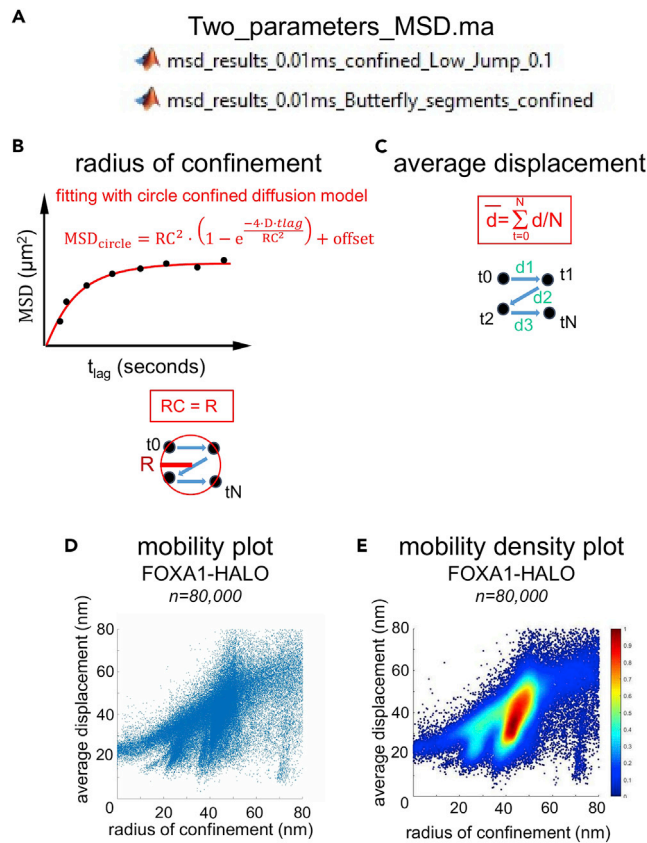 A
Two_parameters_MSD.ma
msd_results_0.01ms_confined_Low_Jump_0.1
msd_results_0.01ms_Butterfly_segments_confined
B
radius of confinement
fitting with circle confined diffusion model
MSD_circle = RC² · (1 − e^(−4·D·tlag / RC²)) + offset
MSD (µm²)
t_lag (seconds)
RC = R
t0
R
tN
C
average displacement
d̅= ∑ d/N
N
t=0
t0
d1
t1
d2
t2
d3
tN
D
mobility plot
FOXA1-HALO
n=80,000
average displacement (nm)
80
60
40
20
0
20
40
60
80
radius of confinement (nm)
E
mobility density plot
FOXA1-HALO
n=80,000
average displacement (nm)
80
60
40
20
0
20
40
60
80
radius of confinement (nm)
1
0.9
0.8
0.7
0.6
0.5
0.4
0.3
0.2
0.1
0